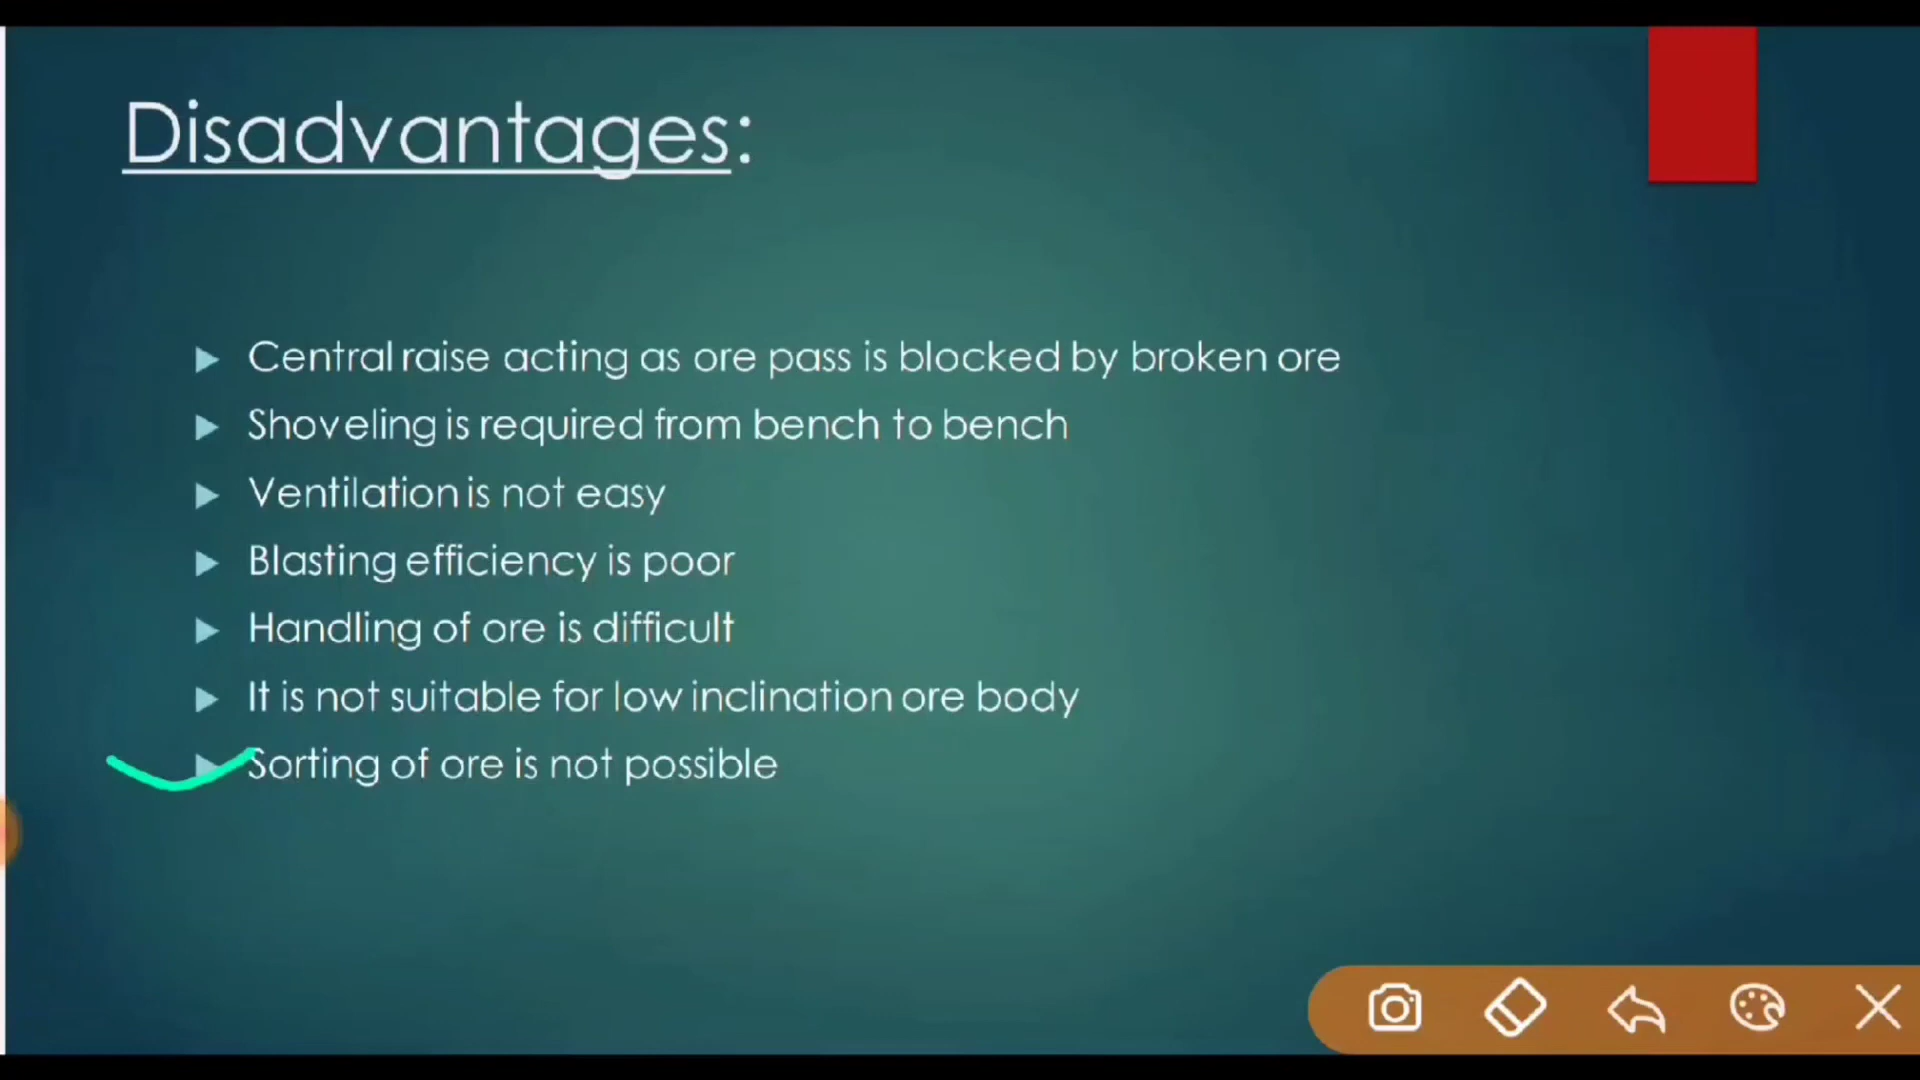 Disadvantages:
Central raise acting as ore pass is blocked by broken ore
Shoveling is required from bench to bench
Ventilation is not easy
Blasting efficiency is poor
Handling of ore is difficult
It is not suitable for low inclination ore body
Sorting of ore is not possible